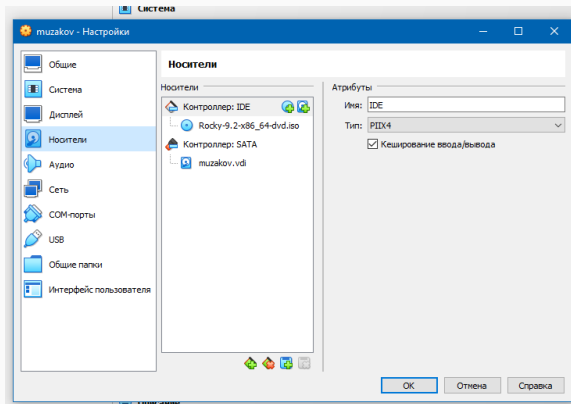 Система
muzakov - Настройки
Общие
Система
Дисплей
Носители
Аудио
Сеть
COM-порты
USB
Общие папки
Интерфейс пользователя
Носители
Носители
Контроллер: IDE
Rocky-9.2-x86_64-dvd.iso
Контроллер: SATA
muzakov.vdi
Атрибуты
Имя: IDE
Тип: PIIX4
Кеширование ввода/вывода
OK
Отмена
Справка